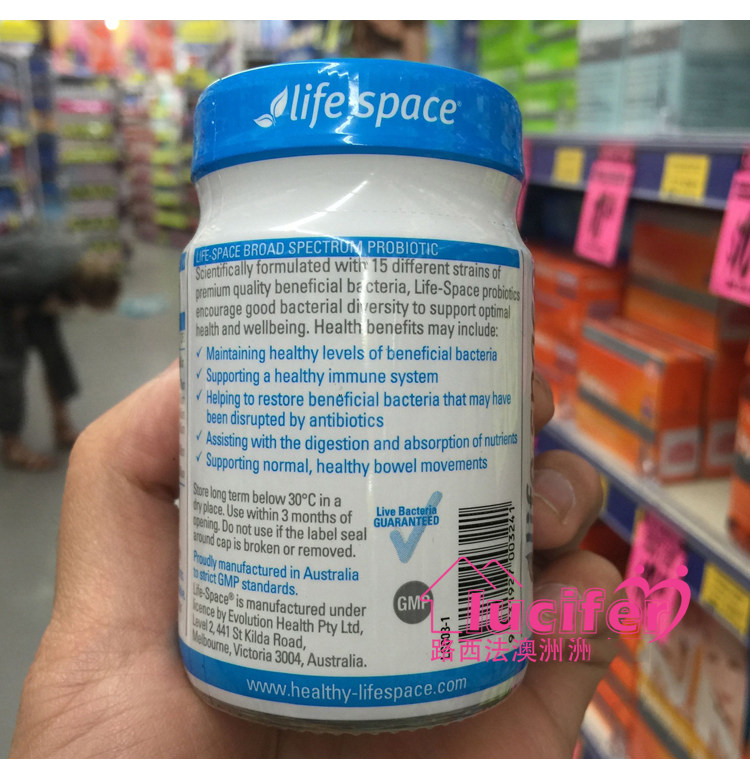 life space®
LIFE-SPACE BROAD SPECTRUM PROBIOTIC
Scientifically formulated with 15 different strains of
premium quality beneficial bacteria, Life-Space probiotics
encourage good bacterial diversity to support optimal
health and wellbeing. Health benefits may include:
✓ Maintaining healthy levels of beneficial bacteria
✓ Supporting a healthy immune system
✓ Helping to restore beneficial bacteria that may have
been disrupted by antibiotics
✓ Assisting with the digestion and absorption of nutrients
✓ Supporting normal, healthy bowel movements
Store long term below 30°C in a
dry place. Use within 3 months of
opening. Do not use if the label seal
around cap is broken or removed.
Live Bacteria
GUARANTEED
Proudly manufactured in Australia
to strict GMP standards.
Life-Space® is manufactured under
licence by Evolution Health Pty Ltd,
Level 2, 441 St Kilda Road,
Melbourne, Victoria 3004, Australia.
GMP
lucifer
路西法澳洲洲
www.healthy-lifespace.com